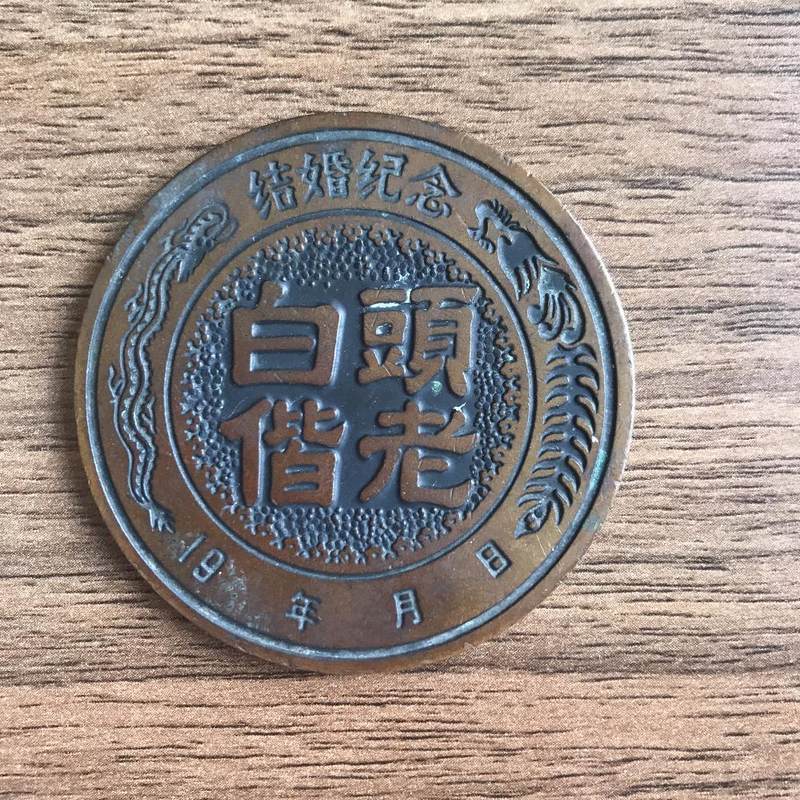 结婚纪念
白頭
偕老
19 年 月 日